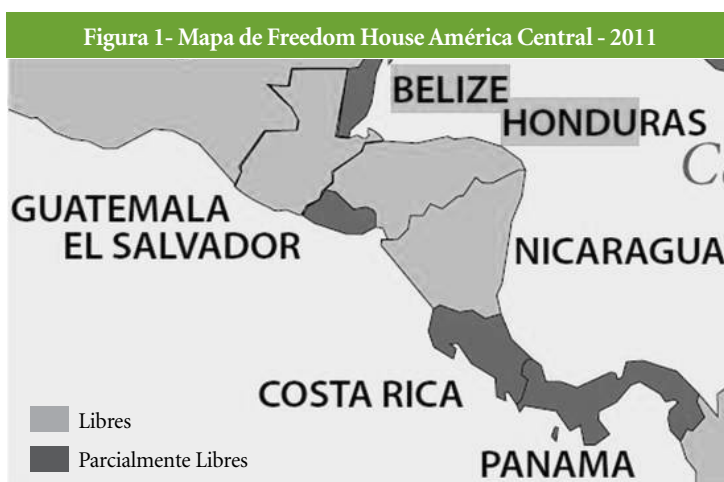 Figura 1- Mapa de Freedom House América Central - 2011
BELIZE
HONDURAS
GUATEMALA
EL SALVADOR
NICARAGUA
COSTA RICA
PANAMA
Libres
Parcialmente Libres